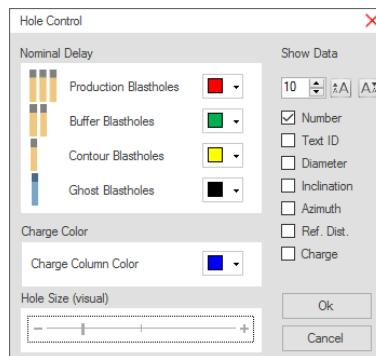 Hole Control
Nominal Delay
Production Blastholes
Buffer Blastholes
Contour Blastholes
Ghost Blastholes
Charge Color
Charge Column Color
Hole Size (visual)
Show Data
10
Number
Text ID
Diameter
Inclination
Azimuth
Ref. Dist.
Charge
Ok
Cancel